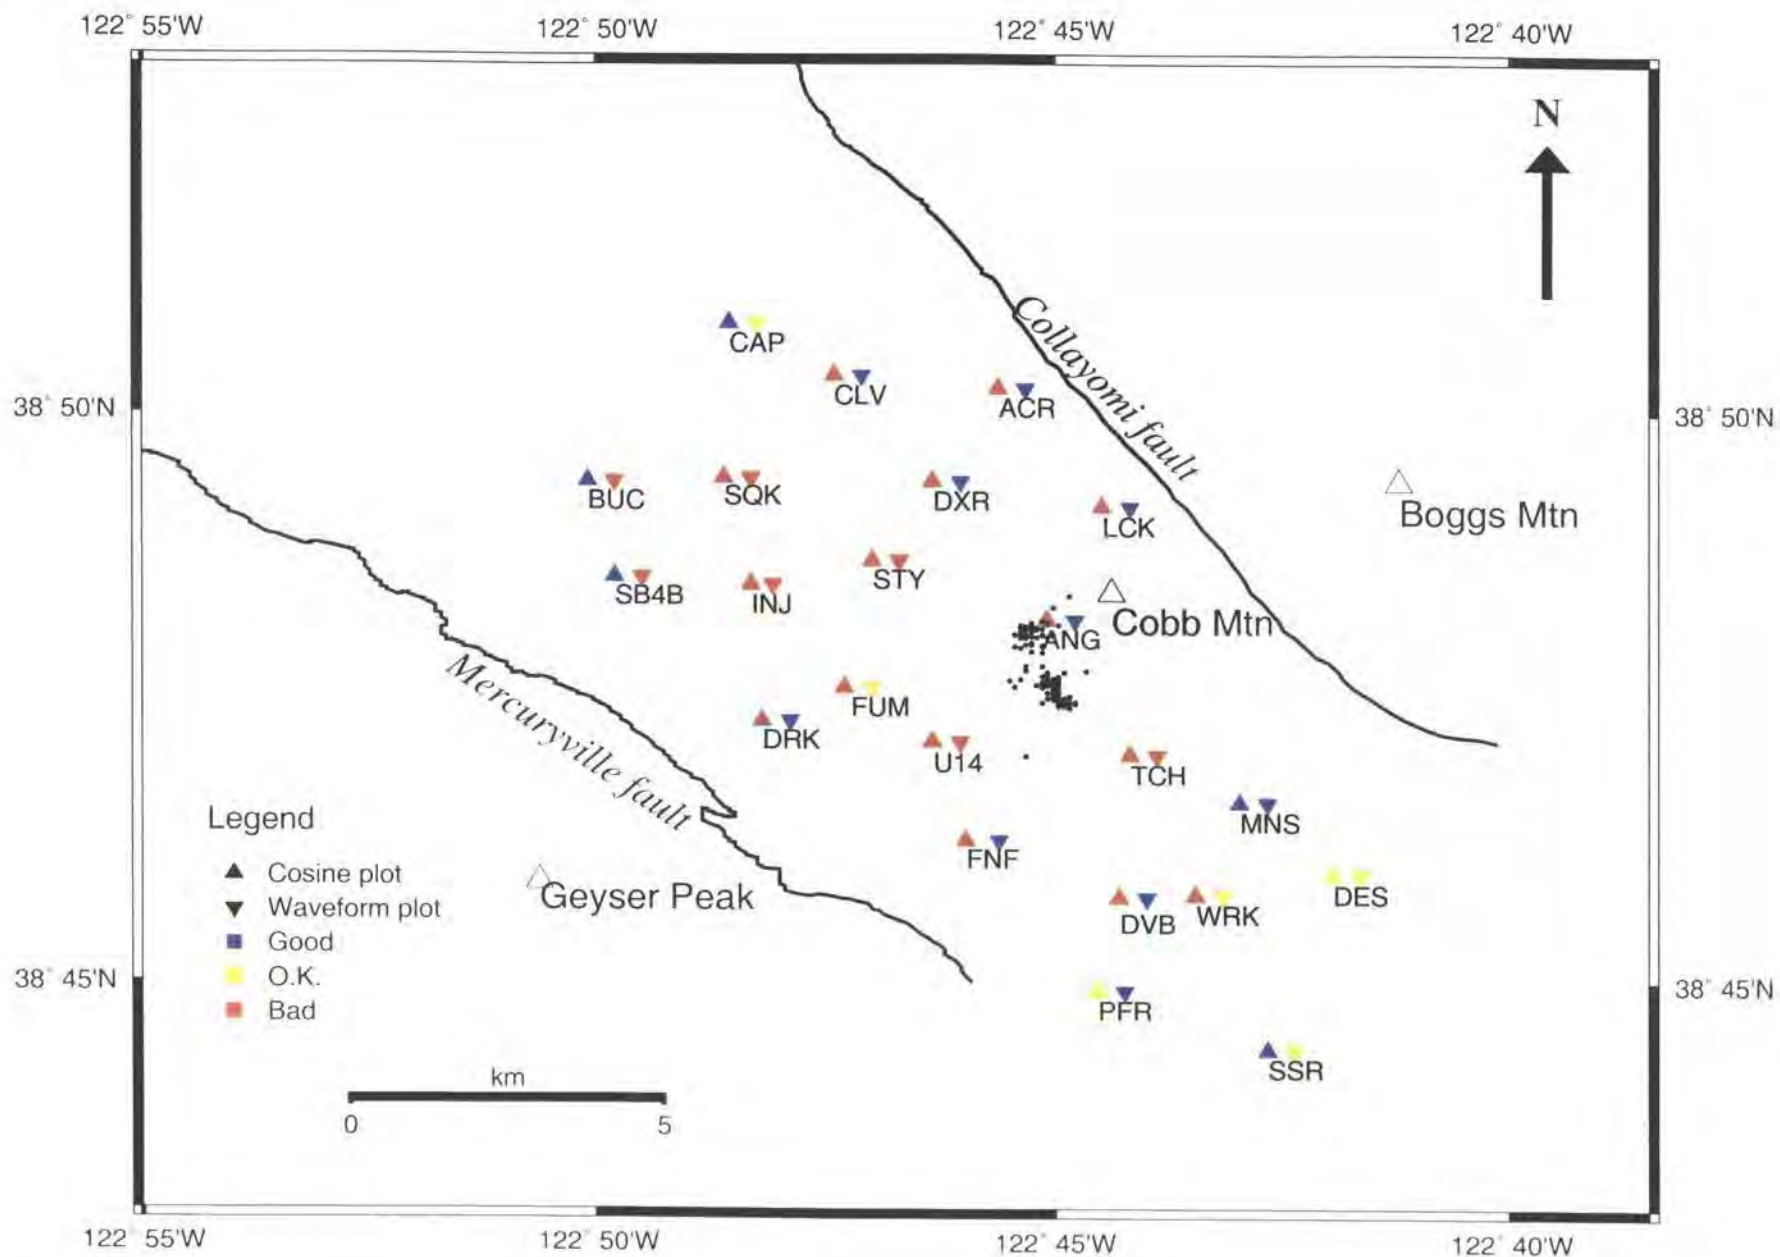 122° 55'W 122° 50'W 122° 45'W 122° 40'W
N
Collayomi fault
CAP
CLV
ACR
38° 50'N 38° 50'N
BUC
SQK
DXR
LCK
Boggs Mtn
SB4B
INJ
STY
ANG
Cobb Mtn
Mercuryville fault
FUM
DRK
U14
TCH
MNS
FNF
DES
DVB
WRK
Geyser Peak
Legend
Cosine plot
Waveform plot
Good
O.K.
Bad
38° 45'N 38° 45'N
PFR
SSR
km
0 5
122° 55'W 122° 50'W 122° 45'W 122° 40'W